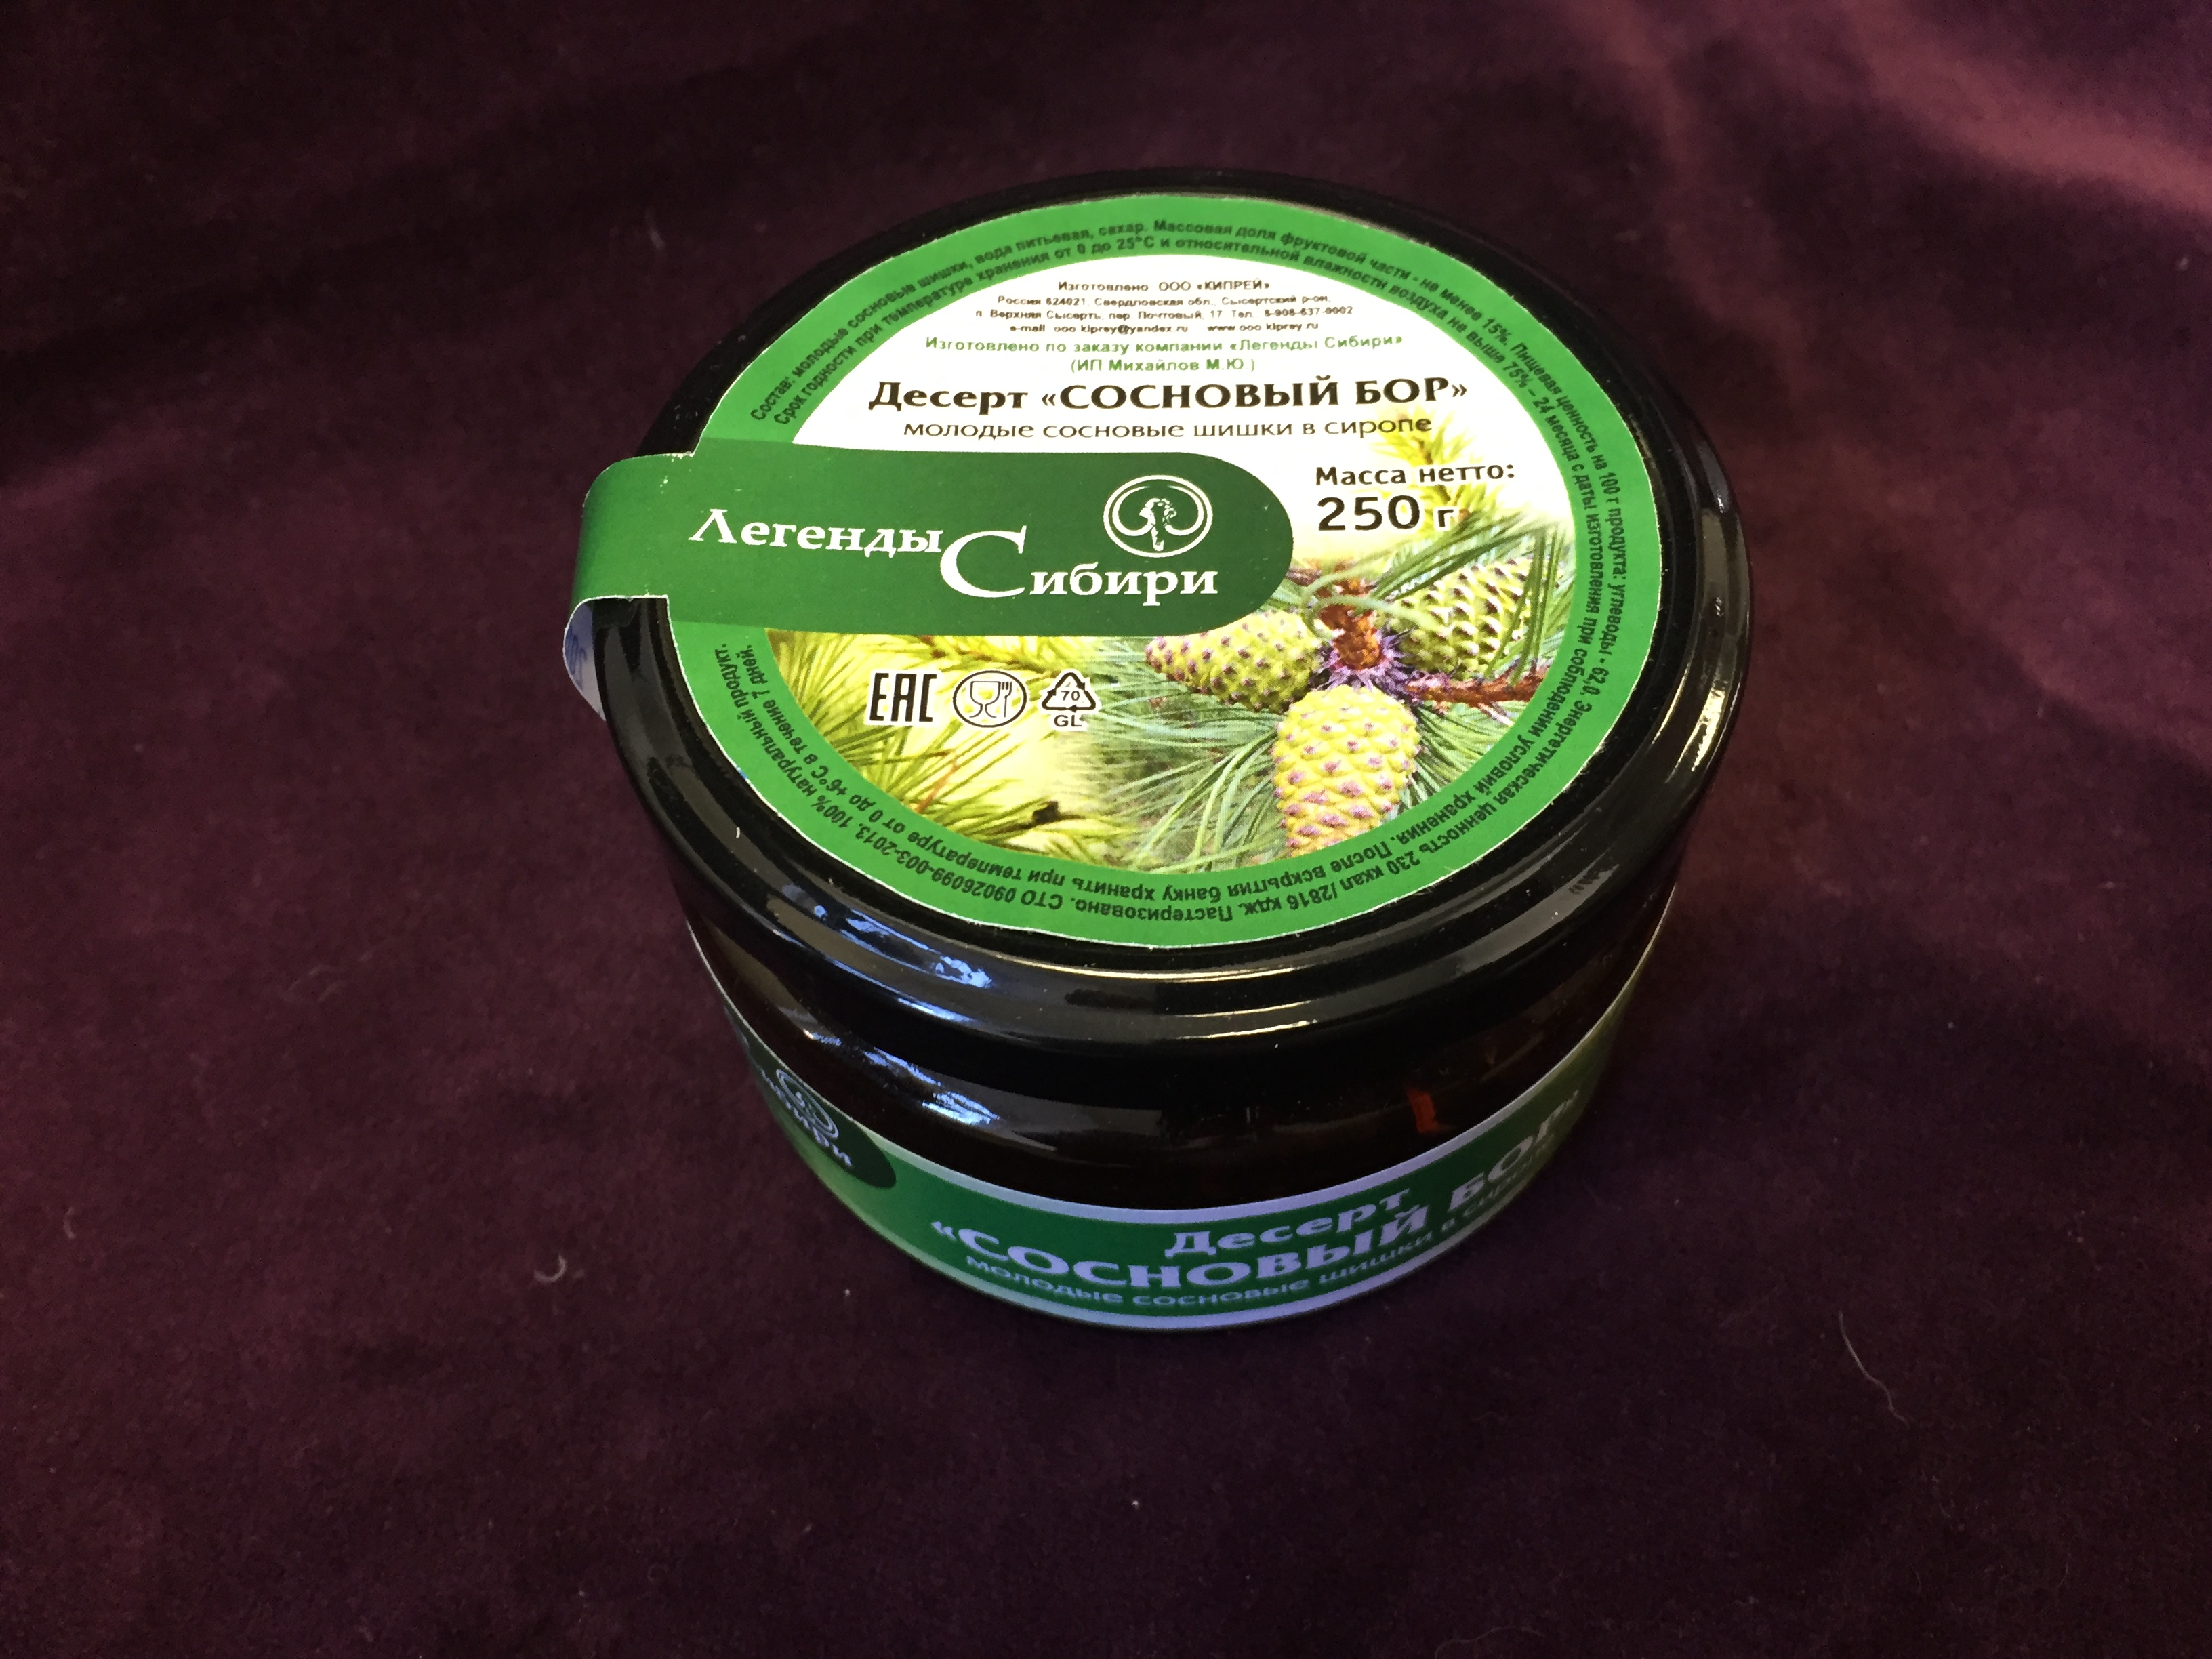 Состав: молодые сосновые шишки, вода питьевая, сахар. Массовая доля фруктовой части - не менее 15%. Пищевая ценность на 100 г продукта: углеводы - 62,0. Энергетическая ценность 230 ккал /2816 кдж. Пастеризовано. СТО 09026099-003-2013. 100% натуральный продукт.
Срок годности при температуре хранения от 0 до 25°С и относительной влажности воздуха не выше 75% – 24 месяца с даты изготовления при соблюдении условий хранения. После вскрытия банку хранить при температуре от 0 до +6°С в течение 7 дней.
Изготовлено ООО «КИПРЕЙ»
Россия 624021, Свердловская обл., Сысертский р-он,
п. Верхняя Сысерть, пер. Почтовый, 17 Тел. 8-908-637-0002
e-mail ooo kiprey@yandex.ru www ooo kiprey ru
Изготовлено по заказу компании «Легенды Сибири»
(ИП Михайлов М.Ю.)
Десерт «СОСНОВЫЙ БОР»
молодые сосновые шишки в сиропе
Масса нетто:
250 г
Легенды
Сибири
ЕАС
70
GL
Десерт
«СОСНОВЫЙ БОР»
молодые сосновые шишки в сиропе